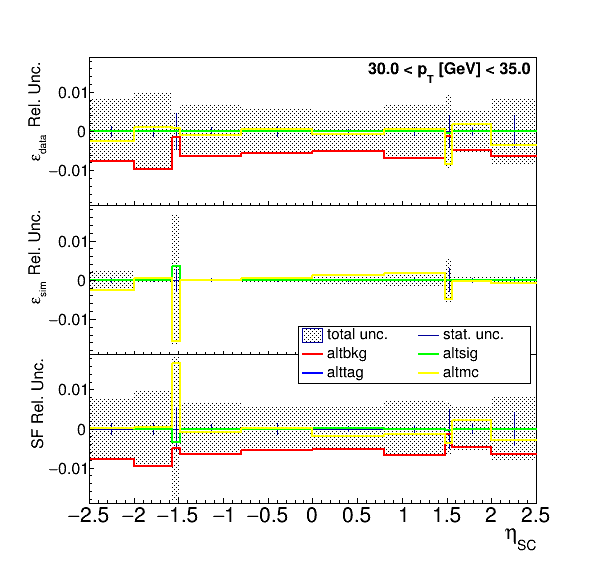 30.0 < p_T [GeV] < 35.0
ε_data Rel. Unc.
0.01
0
−0.01
ε_sim Rel. Unc.
0.01
0
−0.01
total unc. stat. unc.
altbkg altsig
alttag altmc
SF Rel. Unc.
0.01
0
−0.01
−2.5 −2 −1.5 −1 −0.5 0 0.5 1 1.5 2 2.5
η_SC